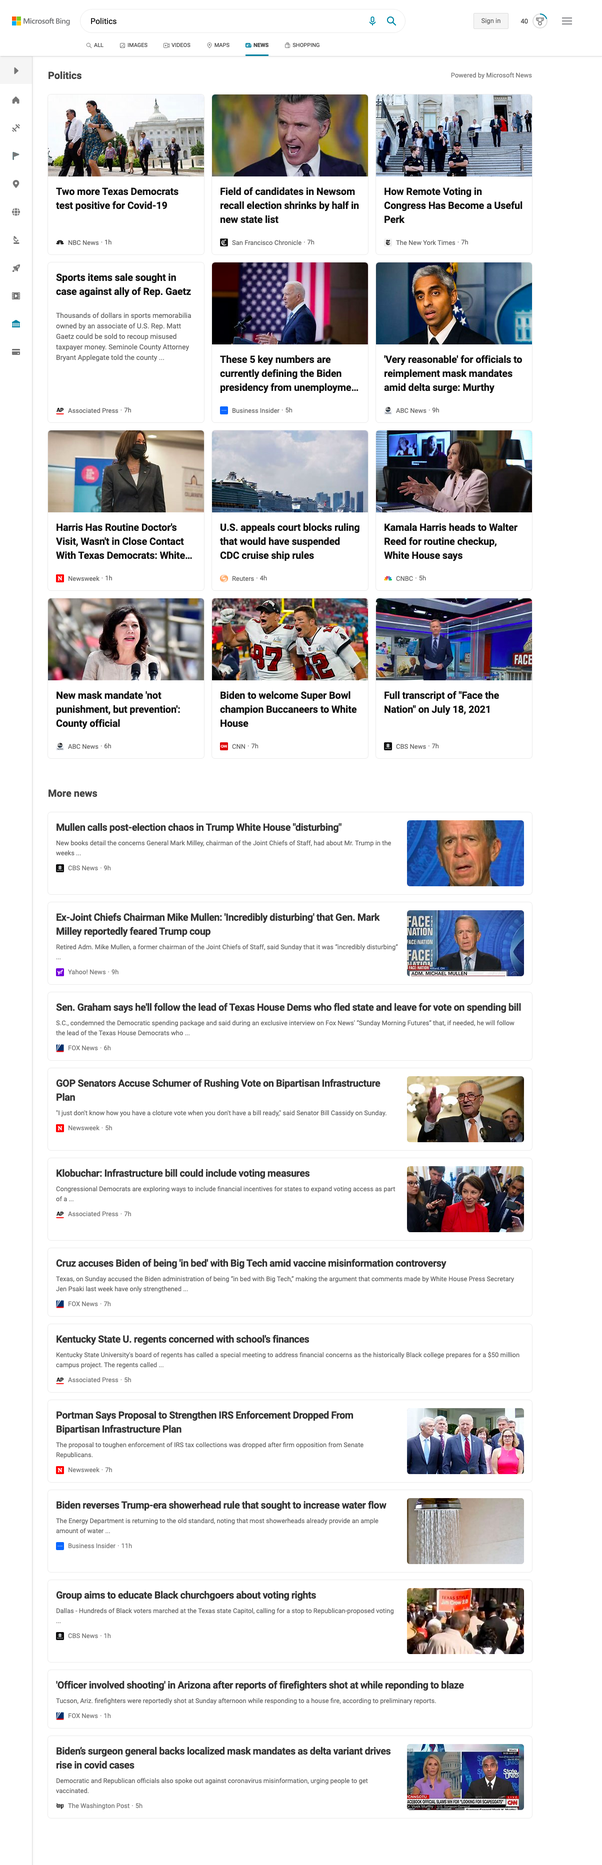 Microsoft Bing
Politics
Sign in
40
ALL
IMAGES
VIDEOS
MAPS
NEWS
SHOPPING
Politics
Powered by Microsoft News
Two more Texas Democrats
test positive for Covid-19
NBC News · 1h
Field of candidates in Newsom
recall election shrinks by half in
new state list
San Francisco Chronicle · 7h
How Remote Voting in
Congress Has Become a Useful
Perk
The New York Times · 7h
Sports items sale sought in
case against ally of Rep. Gaetz
Thousands of dollars in sports memorabilia
owned by an associate of U.S. Rep. Matt
Gaetz could be sold to recoup misused
taxpayer money. Seminole County Attorney
Bryant Applegate told the county ...
AP Associated Press · 7h
These 5 key numbers are
currently defining the Biden
presidency from unemployme...
Business Insider · 5h
'Very reasonable' for officials to
reimplement mask mandates
amid delta surge: Murthy
ABC News · 9h
Harris Has Routine Doctor's
Visit, Wasn't in Close Contact
With Texas Democrats: White...
N Newsweek · 1h
U.S. appeals court blocks ruling
that would have suspended
CDC cruise ship rules
Reuters · 4h
Kamala Harris heads to Walter
Reed for routine checkup,
White House says
CNBC · 5h
New mask mandate 'not
punishment, but prevention':
County official
ABC News · 6h
87
12
Biden to welcome Super Bowl
champion Buccaneers to White
House
CNN · 7h
FACE
Full transcript of "Face the
Nation" on July 18, 2021
CBS News · 7h
More news
Mullen calls post-election chaos in Trump White House "disturbing"
New books detail the concerns General Mark Milley, chairman of the Joint Chiefs of Staff, had about Mr. Trump in the
weeks ...
CBS News · 9h
Ex-Joint Chiefs Chairman Mike Mullen: 'Incredibly disturbing' that Gen. Mark
Milley reportedly feared Trump coup
Retired Adm. Mike Mullen, a former chairman of the Joint Chiefs of Staff, said Sunday that it was "incredibly disturbing"
...
Yahoo! News · 9h
FACE
NATION
ADM. MICHAEL MULLEN
Sen. Graham says he'll follow the lead of Texas House Dems who fled state and leave for vote on spending bill
S.C., condemned the Democratic spending package and said during an exclusive interview on Fox News' "Sunday Morning Futures" that, if needed, he will follow
the lead of the Texas House Democrats who ...
FOX News · 6h
GOP Senators Accuse Schumer of Rushing Vote on Bipartisan Infrastructure
Plan
"I just don't know how you have a cloture vote when you don't have a bill ready," said Senator Bill Cassidy on Sunday.
N Newsweek · 5h
Klobuchar: Infrastructure bill could include voting measures
Congressional Democrats are exploring ways to include financial incentives for states to expand voting access as part
of a ...
AP Associated Press · 7h
Cruz accuses Biden of being 'in bed' with Big Tech amid vaccine misinformation controversy
Texas, on Sunday accused the Biden administration of being "in bed with Big Tech," making the argument that comments made by White House Press Secretary
Jen Psaki last week have only strengthened ...
FOX News · 7h
Kentucky State U. regents concerned with school's finances
Kentucky State University's board of regents has called a special meeting to address financial concerns as the historically Black college prepares for a $50 million
campus project. The regents called ...
AP Associated Press · 5h
Portman Says Proposal to Strengthen IRS Enforcement Dropped From
Bipartisan Infrastructure Plan
The proposal to toughen enforcement of IRS tax collections was dropped after firm opposition from Senate
Republicans.
N Newsweek · 7h
Biden reverses Trump-era showerhead rule that sought to increase water flow
The Energy Department is returning to the old standard, noting that most showerheads already provide an ample
amount of water ...
Business Insider · 11h
Group aims to educate Black churchgoers about voting rights
Dallas - Hundreds of Black voters marched at the Texas state Capitol, calling for a stop to Republican-proposed voting
...
CBS News · 1h
'Officer involved shooting' in Arizona after reports of firefighters shot at while reponding to blaze
Tucson, Ariz. firefighters were reportedly shot at Sunday afternoon while responding to a house fire, according to preliminary reports.
FOX News · 1h
Biden's surgeon general backs localized mask mandates as delta variant drives
rise in covid cases
Democratic and Republican officials also spoke out against coronavirus misinformation, urging people to get
vaccinated.
wp The Washington Post · 5h
CNN